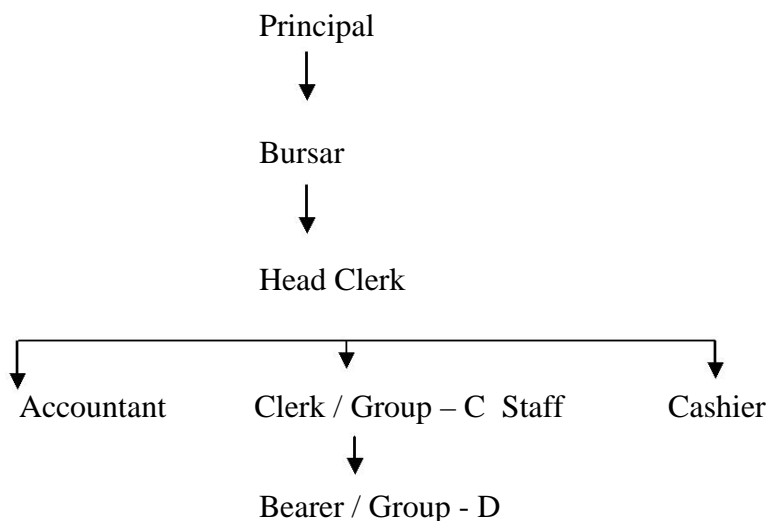 Principal
Bursar
Head Clerk
Accountant Clerk / Group – C Staff Cashier
Bearer / Group - D